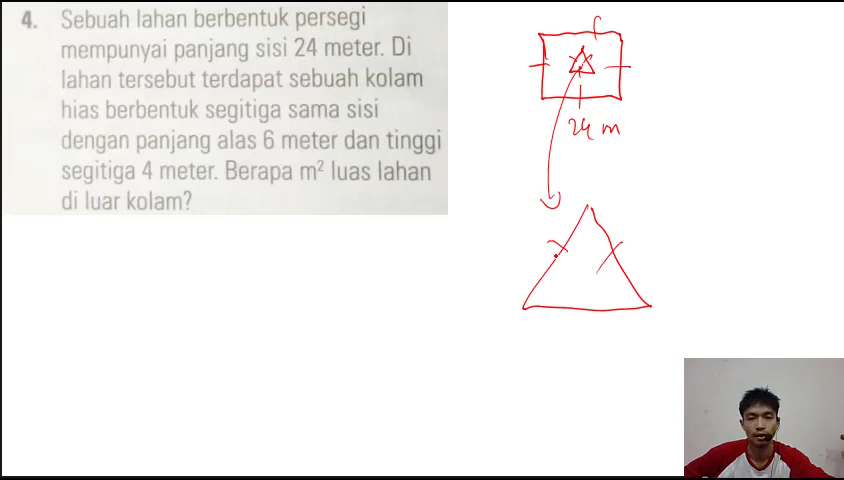 4. Sebuah lahan berbentuk persegi
mempunyai panjang sisi 24 meter. Di
lahan tersebut terdapat sebuah kolam
hias berbentuk segitiga sama sisi
dengan panjang alas 6 meter dan tinggi
segitiga 4 meter. Berapa m² luas lahan
di luar kolam?
24 m